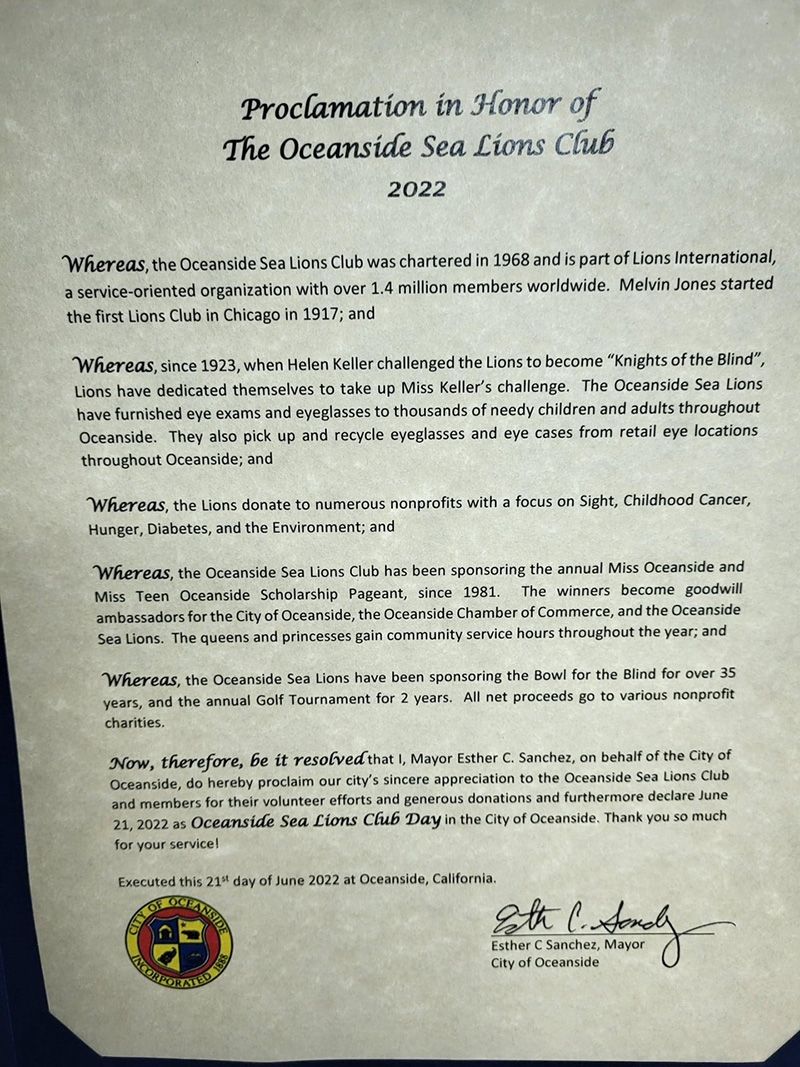 Proclamation in Honor of
The Oceanside Sea Lions Club
2022
Whereas, the Oceanside Sea Lions Club was chartered in 1968 and is part of Lions International,
a service-oriented organization with over 1.4 million members worldwide. Melvin Jones started
the first Lions Club in Chicago in 1917; and
Whereas, since 1923, when Helen Keller challenged the Lions to become “Knights of the Blind”,
Lions have dedicated themselves to take up Miss Keller’s challenge. The Oceanside Sea Lions
have furnished eye exams and eyeglasses to thousands of needy children and adults throughout
Oceanside. They also pick up and recycle eyeglasses and eye cases from retail eye locations
throughout Oceanside; and
Whereas, the Lions donate to numerous nonprofits with a focus on Sight, Childhood Cancer,
Hunger, Diabetes, and the Environment; and
Whereas, the Oceanside Sea Lions Club has been sponsoring the annual Miss Oceanside and
Miss Teen Oceanside Scholarship Pageant, since 1981. The winners become goodwill
ambassadors for the City of Oceanside, the Oceanside Chamber of Commerce, and the Oceanside
Sea Lions. The queens and princesses gain community service hours throughout the year; and
Whereas, the Oceanside Sea Lions have been sponsoring the Bowl for the Blind for over 35
years, and the annual Golf Tournament for 2 years. All net proceeds go to various nonprofit
charities.
Now, therefore, be it resolved that I, Mayor Esther C. Sanchez, on behalf of the City of
Oceanside, do hereby proclaim our city’s sincere appreciation to the Oceanside Sea Lions Club
and members for their volunteer efforts and generous donations and furthermore declare June
21, 2022 as Oceanside Sea Lions Club Day in the City of Oceanside. Thank you so much
for your service!
Executed this 21st day of June 2022 at Oceanside, California.
CITY OF OCEANSIDE
INCORPORATED 1888
Esther C Sanchez, Mayor
City of Oceanside